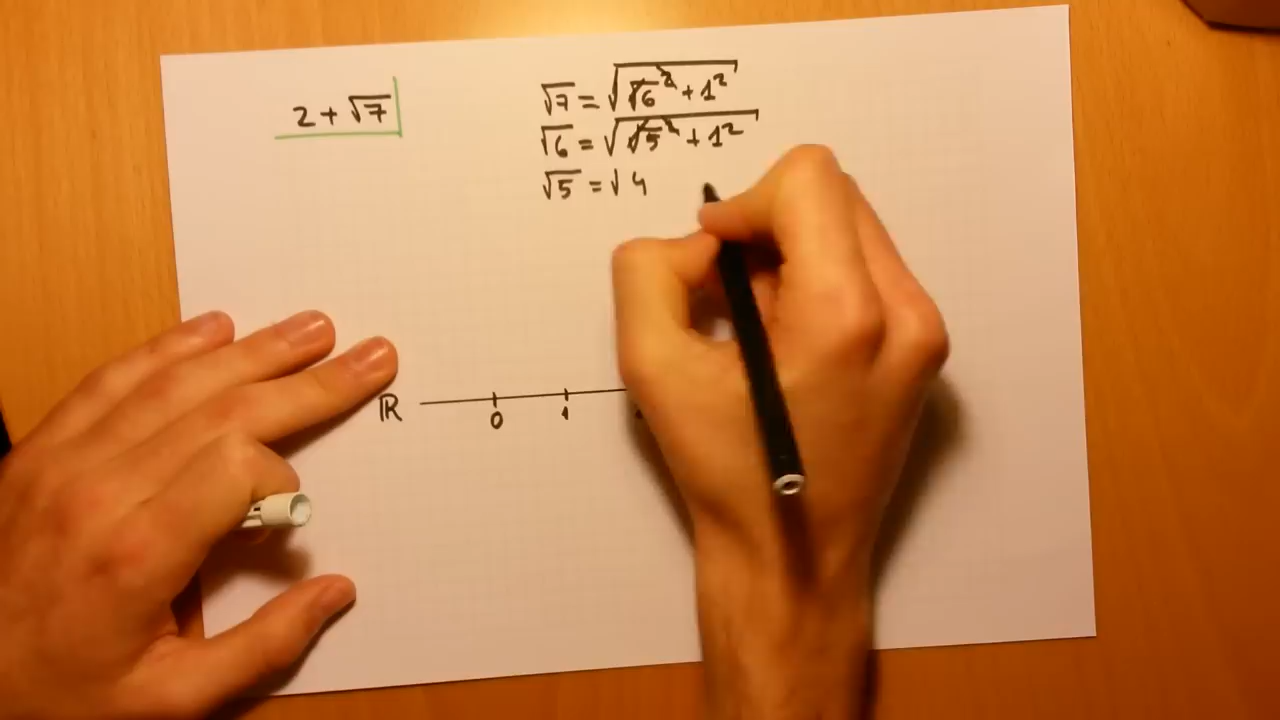 2 + √7
√7 = √(√6² + 1²)
√6 = √(√5² + 1²)
√5 = √4
ℝ
0 1